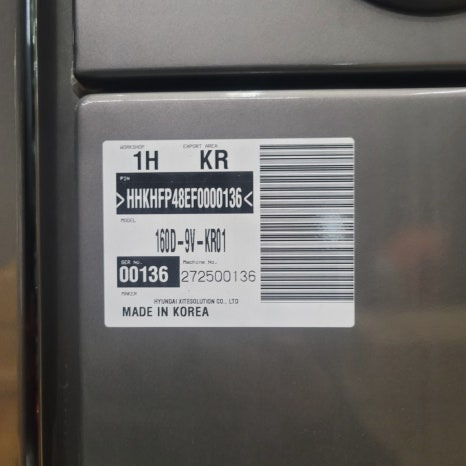 WORKSHOP EXPORT AREA
1H KR
PIN
>HHKHFP48EF0000136<
MODEL
160D-9V-KR01
SER No. Machine No.
00136 272500136
MAKER
HYUNDAI XITESOLUTION CO., LTD
MADE IN KOREA